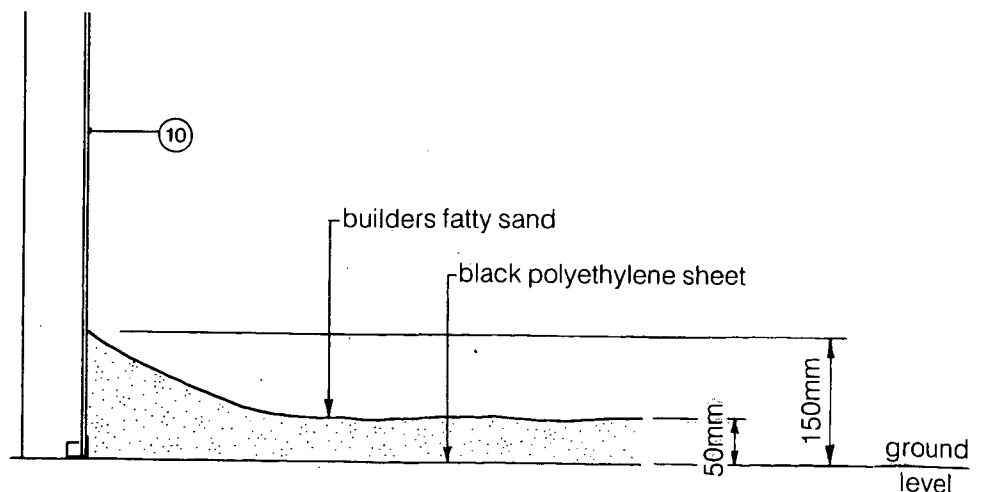 10
builders fatty sand
black polyethylene sheet
150mm
50mm
ground
level